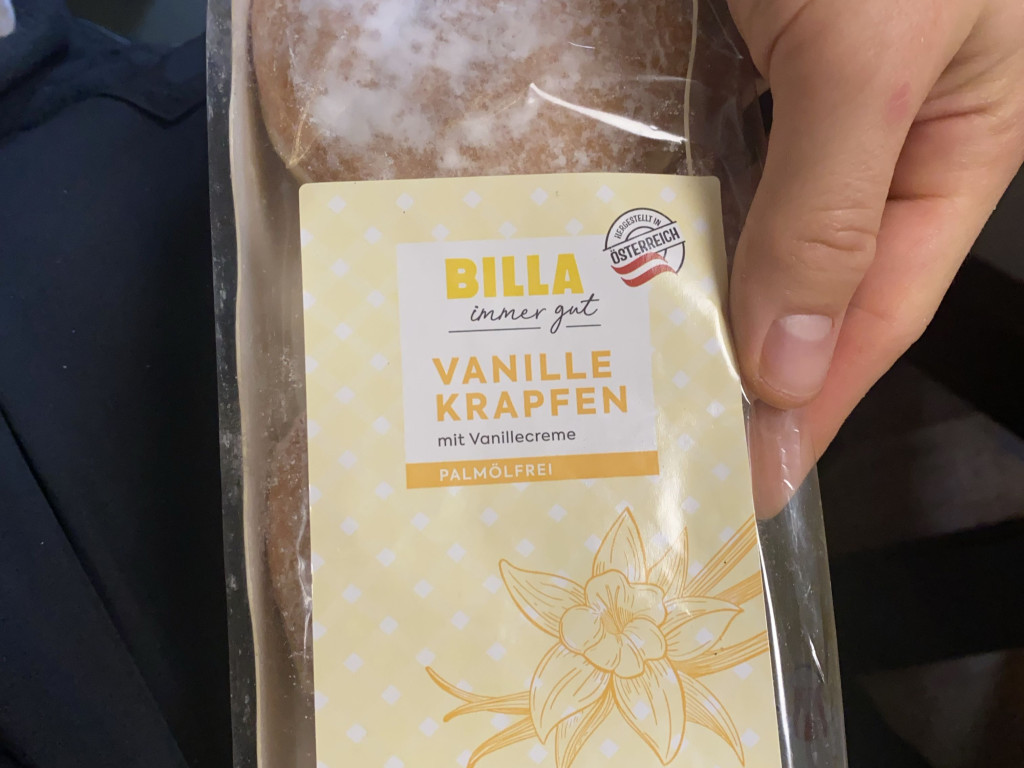 HERGESTELLT IN
ÖSTERREICH
BILLA
immer gut
VANILLE
KRAPFEN
mit Vanillecreme
PALMÖLFREI